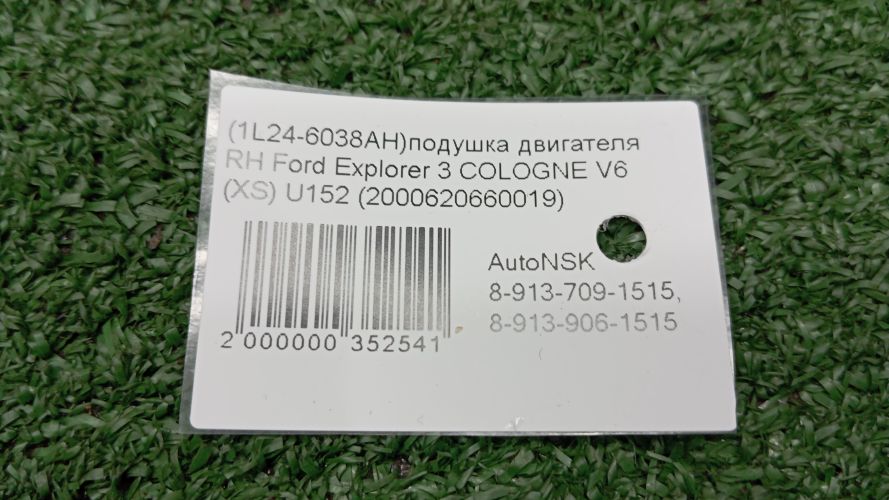 (1L24-6038AH)подушка двигателя
RH Ford Explorer 3 COLOGNE V6
(XS) U152 (2000620660019)
AutoNSK
8-913-709-1515,
8-913-906-1515
2 000000 352541